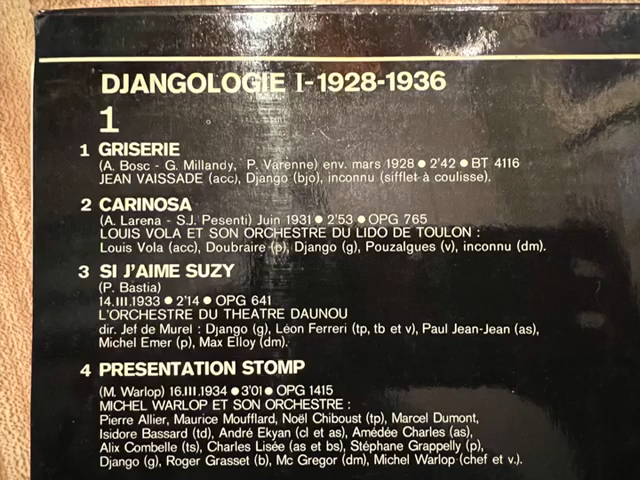 DJANGOLOGIE I-1928-1936
1
1 GRISERIE
(A. Bosc - G. Millandy, P. Varenne) env. mars 1928 ● 2'42 ● BT 4116
JEAN VAISSADE (acc), Django (bjo), inconnu (sifflet à coulisse).
2 CARINOSA
(A. Larena - S.J. Pesenti) Juin 1931 ● 2'53 ● OPG 765
LOUIS VOLA ET SON ORCHESTRE DU LIDO DE TOULON :
Louis Vola (acc), Doubraire (p), Django (g), Pouzalgues (v), inconnu (dm).
3 SI J'AIME SUZY
(P. Bastia)
14.III.1933 ● 2'14 ● OPG 641
L'ORCHESTRE DU THEATRE DAUNOU
dir. Jef de Murel : Django (g), Léon Ferreri (tp, tb et v), Paul Jean-Jean (as),
Michel Emer (p), Max Elloy (dm).
4 PRESENTATION STOMP
(M. Warlop) 16.III.1934 ● 3'01 ● OPG 1415
MICHEL WARLOP ET SON ORCHESTRE :
Pierre Allier, Maurice Moufflard, Noël Chiboust (tp), Marcel Dumont,
Isidore Bassard (td), André Ekyan (cl et as), Amédée Charles (as),
Alix Combelle (ts), Charles Lisée (as et bs), Stéphane Grappelly (p),
Django (g), Roger Grasset (b), Mc Gregor (dm), Michel Warlop (chef et v.).